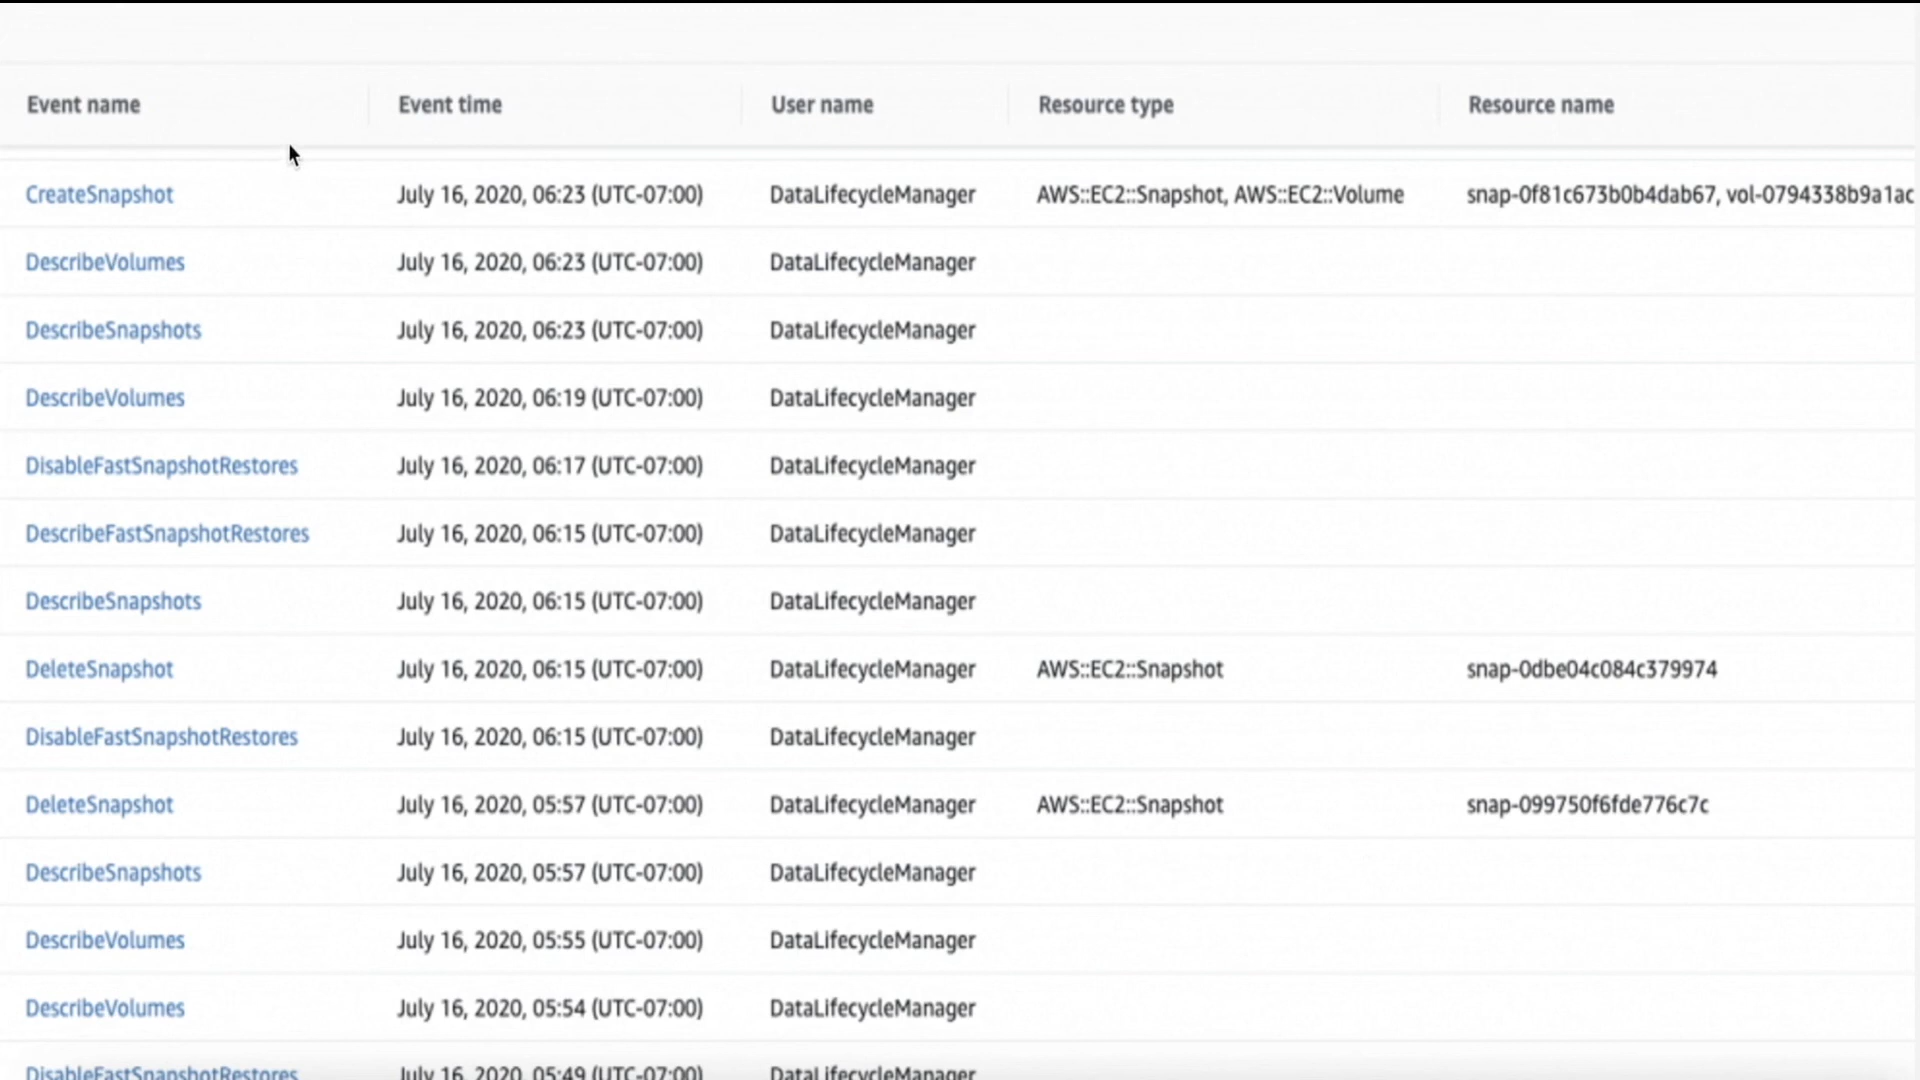 Event name Event time User name Resource type Resource name
CreateSnapshot July 16, 2020, 06:23 (UTC-07:00) DataLifecycleManager AWS::EC2::Snapshot, AWS::EC2::Volume snap-0f81c673b0b4dab67, vol-0794338b9a1ac
DescribeVolumes July 16, 2020, 06:23 (UTC-07:00) DataLifecycleManager
DescribeSnapshots July 16, 2020, 06:23 (UTC-07:00) DataLifecycleManager
DescribeVolumes July 16, 2020, 06:19 (UTC-07:00) DataLifecycleManager
DisableFastSnapshotRestores July 16, 2020, 06:17 (UTC-07:00) DataLifecycleManager
DescribeFastSnapshotRestores July 16, 2020, 06:15 (UTC-07:00) DataLifecycleManager
DescribeSnapshots July 16, 2020, 06:15 (UTC-07:00) DataLifecycleManager
DeleteSnapshot July 16, 2020, 06:15 (UTC-07:00) DataLifecycleManager AWS::EC2::Snapshot snap-0dbe04c084c379974
DisableFastSnapshotRestores July 16, 2020, 06:15 (UTC-07:00) DataLifecycleManager
DeleteSnapshot July 16, 2020, 05:57 (UTC-07:00) DataLifecycleManager AWS::EC2::Snapshot snap-099750f6fde776c7c
DescribeSnapshots July 16, 2020, 05:57 (UTC-07:00) DataLifecycleManager
DescribeVolumes July 16, 2020, 05:55 (UTC-07:00) DataLifecycleManager
DescribeVolumes July 16, 2020, 05:54 (UTC-07:00) DataLifecycleManager
DisableFastSnapshotRestores July 16, 2020, 05:49 (UTC-07:00) DataLifecycleManager